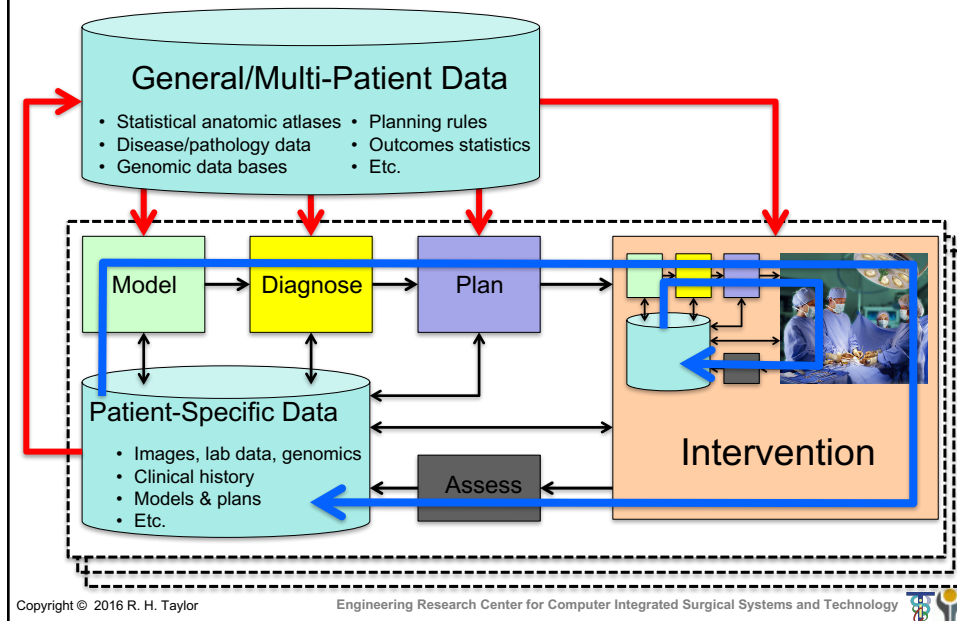 General/Multi-Patient Data
• Statistical anatomic atlases
• Disease/pathology data
• Genomic data bases
• Planning rules
• Outcomes statistics
• Etc.
Model
Diagnose
Plan
Patient-Specific Data
• Images, lab data, genomics
• Clinical history
• Models & plans
• Etc.
Assess
Intervention
Copyright © 2016 R. H. Taylor
Engineering Research Center for Computer Integrated Surgical Systems and Technology